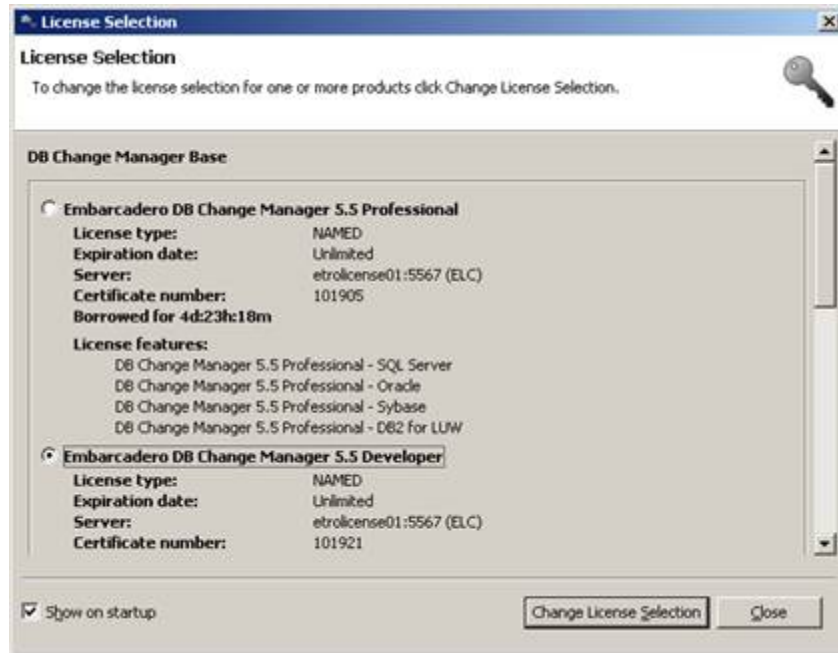 License Selection
License Selection
To change the license selection for one or more products click Change License Selection.
DB Change Manager Base
Embarcadero DB Change Manager 5.5 Professional
License type: NAMED
Expiration date: Unlimited
Server: etrolicense01:5567 (ELC)
Certificate number: 101905
Borrowed for 4d:23h:18m
License features:
DB Change Manager 5.5 Professional - SQL Server
DB Change Manager 5.5 Professional - Oracle
DB Change Manager 5.5 Professional - Sybase
DB Change Manager 5.5 Professional - DB2 for LUW
Embarcadero DB Change Manager 5.5 Developer
License type: NAMED
Expiration date: Unlimited
Server: etrolicense01:5567 (ELC)
Certificate number: 101921
Show on startup
Change License Selection
Close